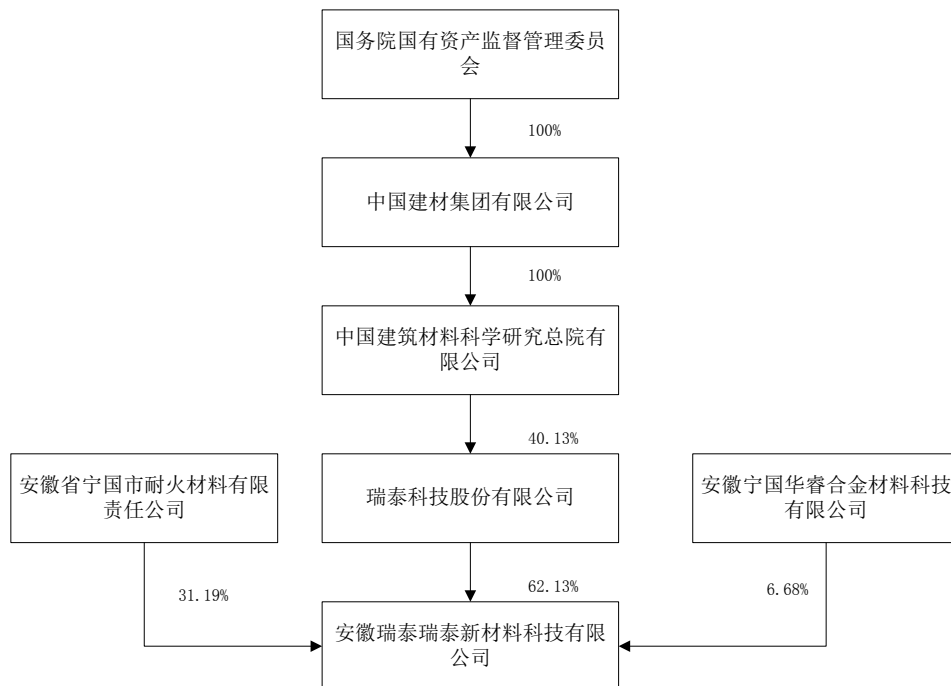 国务院国有资产监督管理委员
会
100%
中国建材集团有限公司
100%
中国建筑材料科学研究总院有
限公司
40.13%
安徽省宁国市耐火材料有限
责任公司
瑞泰科技股份有限公司
安徽宁国华睿合金材料科技
有限公司
31.19%
62.13%
6.68%
安徽瑞泰瑞泰新材料科技有限
公司